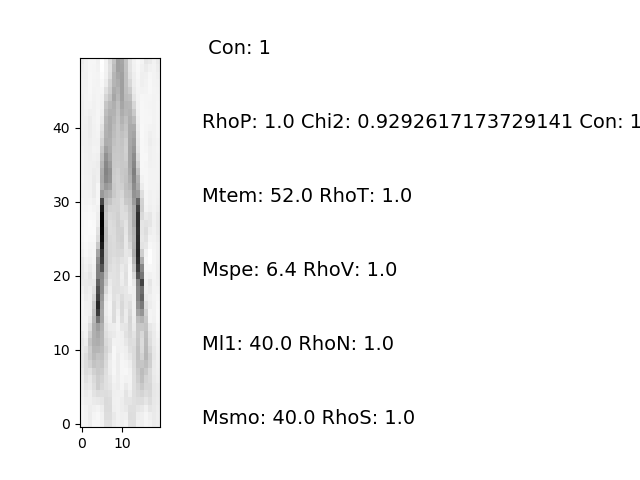 Con: 1
RhoP: 1.0 Chi2: 0.9292617173729141 Con: 1
Mtem: 52.0 RhoT: 1.0
Mspe: 6.4 RhoV: 1.0
Ml1: 40.0 RhoN: 1.0
Msmo: 40.0 RhoS: 1.0
40
30
20
10
0
0 10